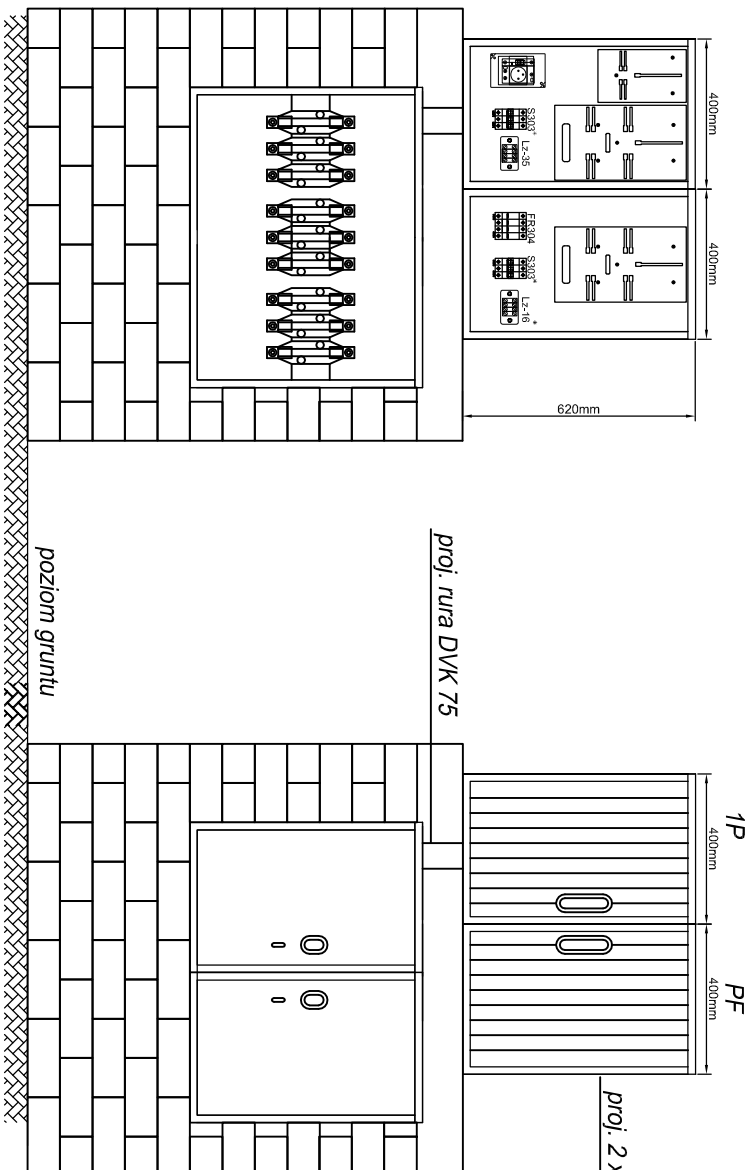 1P
PF
400mm
400mm
400mm
400mm
S303*
Lz-35
FR304
S303*
Lz-16
*
620mm
proj. 2 x
proj. rura DVK 75
poziom gruntu